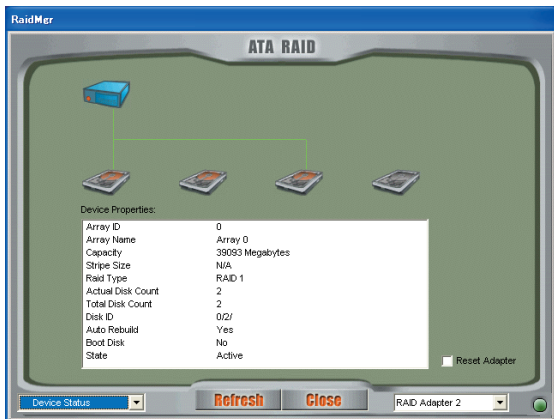 RaidMgr
ATA RAID
Device Properties:
Array ID 0
Array Name Array 0
Capacity 39093 Megabytes
Stripe Size N/A
Raid Type RAID 1
Actual Disk Count 2
Total Disk Count 2
Disk ID 0/2/
Auto Rebuild Yes
Boot Disk No
State Active
Reset Adapter
Device Status Refresh Close RAID Adapter 2